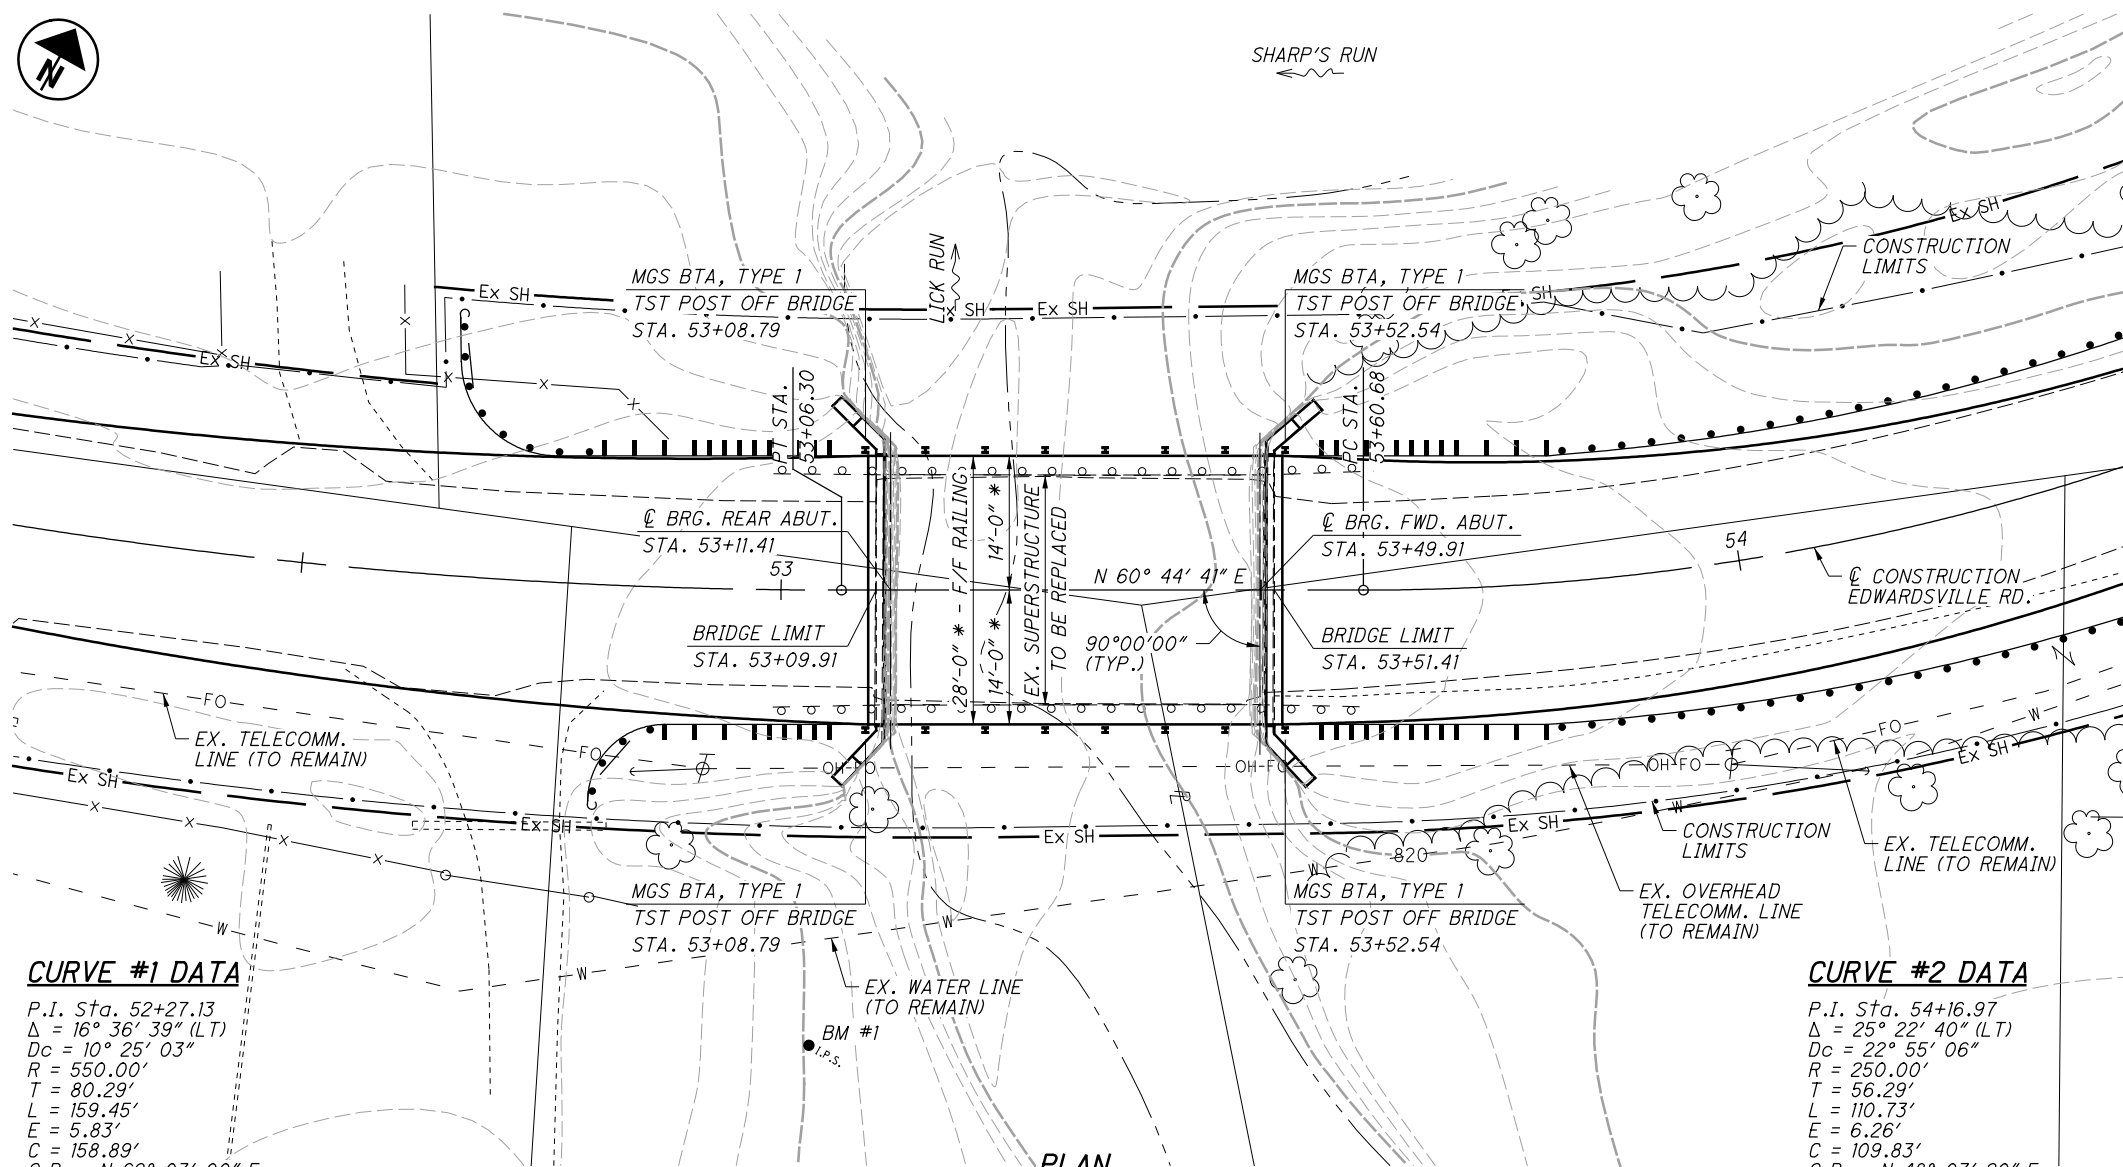 N
SHARP'S RUN
LICK RUN
Ex SH
CONSTRUCTION
LIMITS
MGS BTA, TYPE 1
TST POST OFF BRIDGE
STA. 53+08.79
Ex SH
Ex SH
MGS BTA, TYPE 1
TST POST OFF BRIDGE
STA. 53+52.54
SH
SH
X
X
Ex SH
X
X
X
X
X
PT STA.
53+06.30
PC STA.
53+60.68
℄ BRG. REAR ABUT.
STA. 53+11.41
28'-0" * - F/F RAILING
14'-0" *
14'-0" *
EX. SUPERSTRUCTURE
TO BE REPLACED
℄ BRG. FWD. ABUT.
STA. 53+49.91
53
N 60° 44' 41" E
54
℄ CONSTRUCTION
EDWARDSVILLE RD.
BRIDGE LIMIT
STA. 53+09.91
90°00'00"
(TYP.)
BRIDGE LIMIT
STA. 53+51.41
FO
EX. TELECOMM.
LINE (TO REMAIN)
FO
OH-FO
OH-FO
OH-FO
FO
W
Ex SH
Ex SH
X
X
X
X
Ex SH
Ex SH
Ex SH
W
CONSTRUCTION
LIMITS
EX. TELECOMM.
LINE (TO REMAIN)
820
W
MGS BTA, TYPE 1
TST POST OFF BRIDGE
STA. 53+08.79
MGS BTA, TYPE 1
TST POST OFF BRIDGE
STA. 53+52.54
EX. OVERHEAD
TELECOMM. LINE
(TO REMAIN)
W
W
W
EX. WATER LINE
(TO REMAIN)
BM #1
I.P.S.
CURVE #1 DATA
P.I. Sta. 52+27.13
Δ = 16° 36' 39" (LT)
Dc = 10° 25' 03"
R = 550.00'
T = 80.29'
L = 159.45'
E = 5.83'
C = 158.89'
CURVE #2 DATA
P.I. Sta. 54+16.97
Δ = 25° 22' 40" (LT)
Dc = 22° 55' 06"
R = 250.00'
T = 56.29'
L = 110.73'
E = 6.26'
C = 109.83'
PLAN